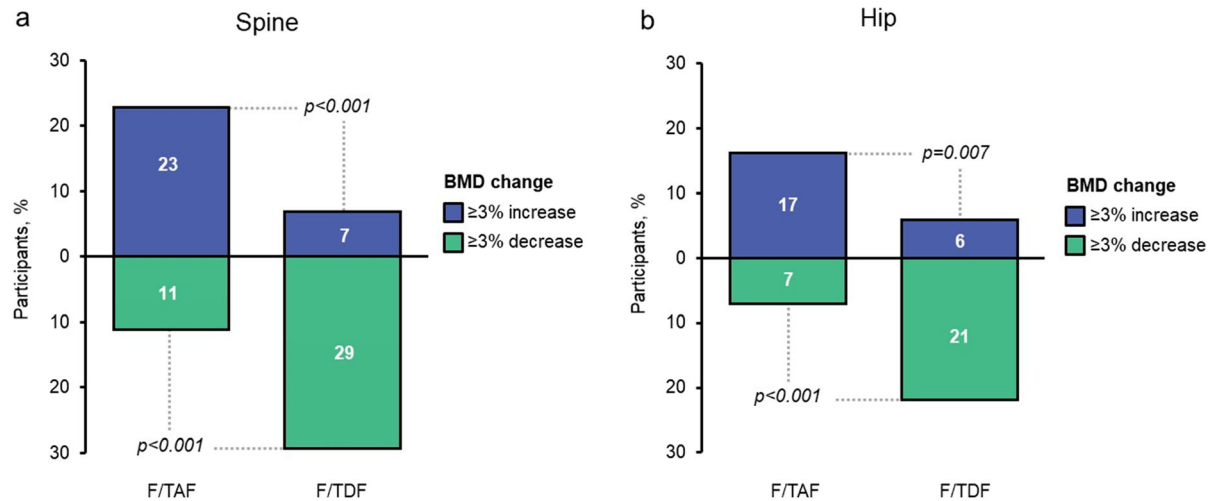 a
Spine
30
20
10
0
10
20
30
Participants, %
23
11
7
29
p<0.001
p<0.001
F/TAF
F/TDF
BMD change
≥3% increase
≥3% decrease
b
Hip
30
20
10
0
10
20
30
Participants, %
17
7
6
21
p=0.007
p<0.001
F/TAF
F/TDF
BMD change
≥3% increase
≥3% decrease